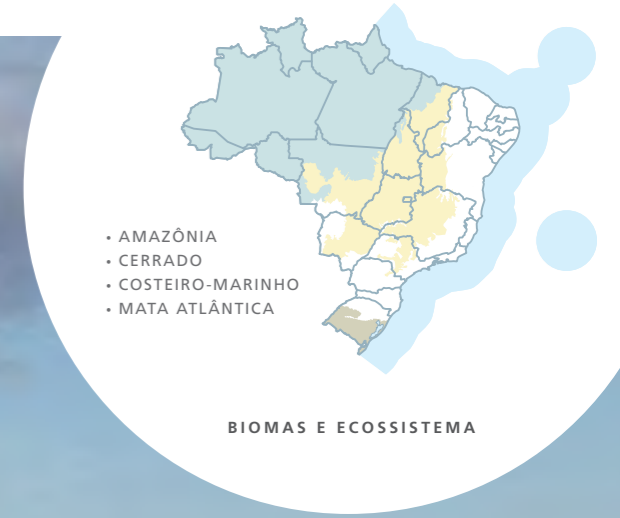 • AMAZÔNIA
• CERRADO
• COSTEIRO-MARINHO
• MATA ATLÂNTICA
BIOMAS E ECOSSISTEMA